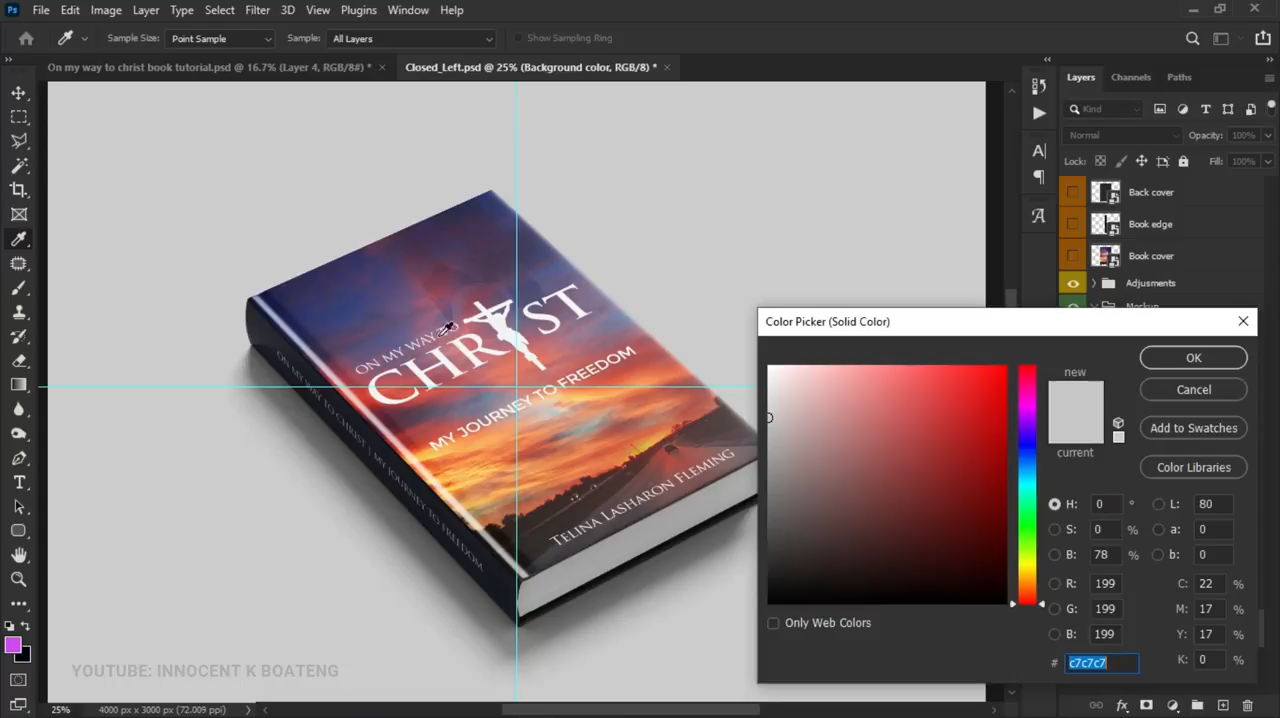 Ps File Edit Image Layer Type Select Filter 3D View Plugins Window Help
Sample Size: Point Sample Sample: All Layers Show Sampling Ring
On my way to christ book tutorial.psd @ 16.7% (Layer 4, RGB/8#) * × Closed_Left.psd @ 25% (Background color, RGB/8) * ×
Layers Channels Paths
Kind
Normal Opacity: 100%
Lock: Fill: 100%
Back cover
Book edge
Book cover
Adjusments
Mockup
ON MY WAY TO
CHRIST
MY JOURNEY TO FREEDOM
TELINA LASHARON FLEMING
ON MY WAY TO CHRIST | MY JOURNEY TO FREEDOM
Color Picker (Solid Color)
new
current
OK
Cancel
Add to Swatches
Color Libraries
H: 0 ° L: 80
S: 0 % a: 0
B: 78 % b: 0
R: 199 C: 22 %
G: 199 M: 17 %
B: 199 Y: 17 %
# c7c7c7 K: 0 %
Only Web Colors
YOUTUBE: INNOCENT K BOATENG
25% 4000 px x 3000 px (72.009 ppi)